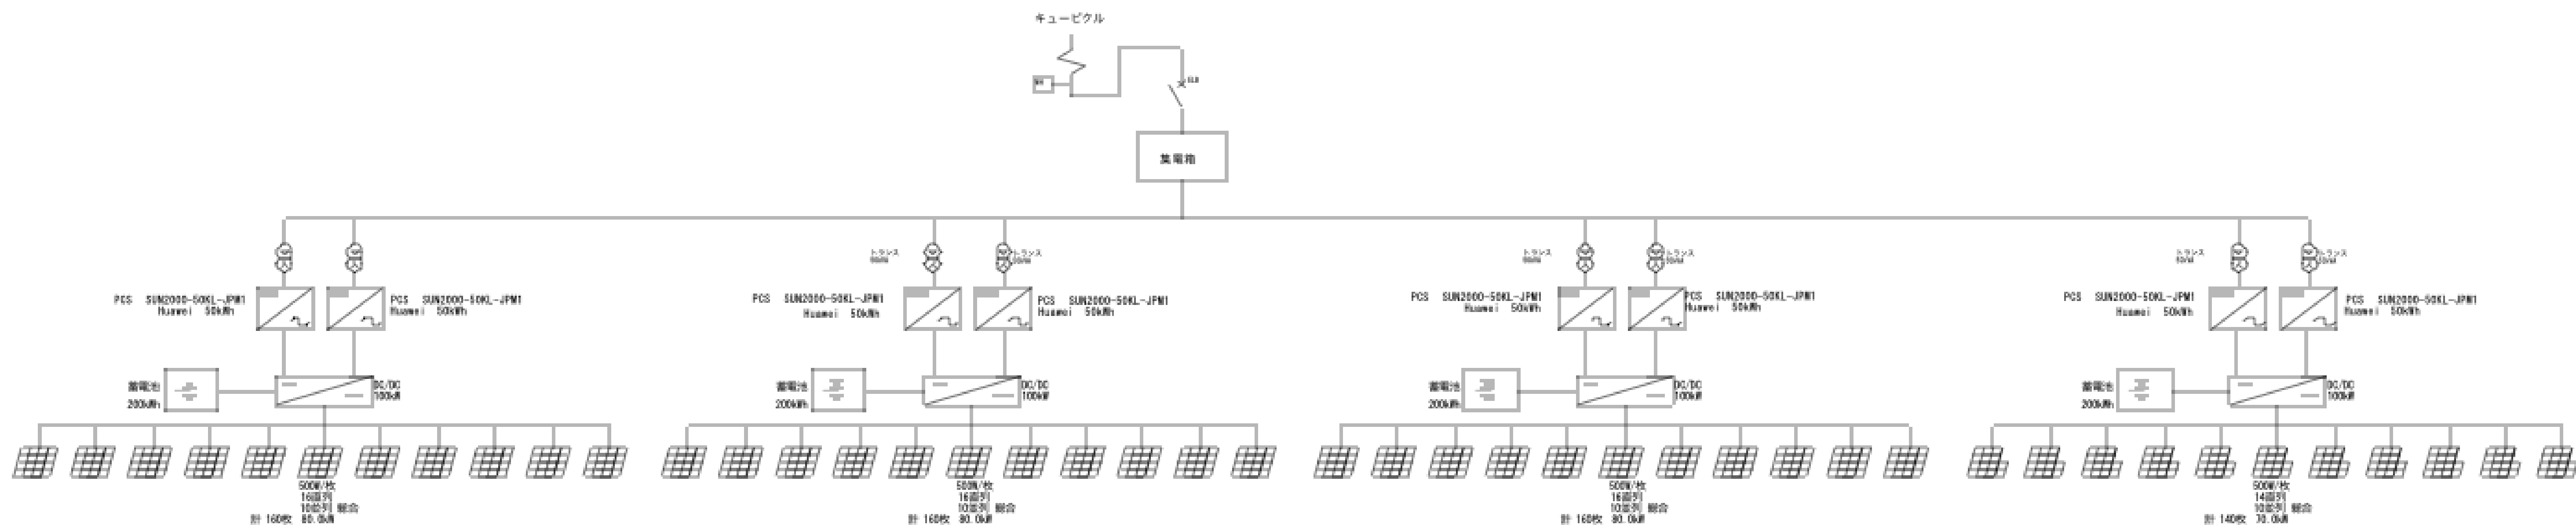 キュービクル
WH
ELB
集電箱
トランス
トランス
トランス
トランス
トランス
トランス
PCS SUN2000-50KL-JPM1
Huawei 50kWh
PCS SUN2000-50KL-JPM1
Huawei 50kWh
PCS SUN2000-50KL-JPM1
Huawei 50kWh
PCS SUN2000-50KL-JPM1
Huawei 50kWh
PCS SUN2000-50KL-JPM1
Huawei 50kWh
PCS SUN2000-50KL-JPM1
Huawei 50kWh
PCS SUN2000-50KL-JPM1
Huawei 50kWh
PCS SUN2000-50KL-JPM1
Huawei 50kWh
蓄電池
200kWh
DC/DC
100kW
蓄電池
200kWh
DC/DC
100kW
蓄電池
200kWh
DC/DC
100kW
蓄電池
200kWh
DC/DC
100kW
500W/枚
16直列
10並列 総合
計 160枚 80.0kW
500W/枚
16直列
10並列 総合
計 160枚 80.0kW
500W/枚
16直列
10並列 総合
計 160枚 80.0kW
500W/枚
14直列
10並列 総合
計 140枚 70.0kW